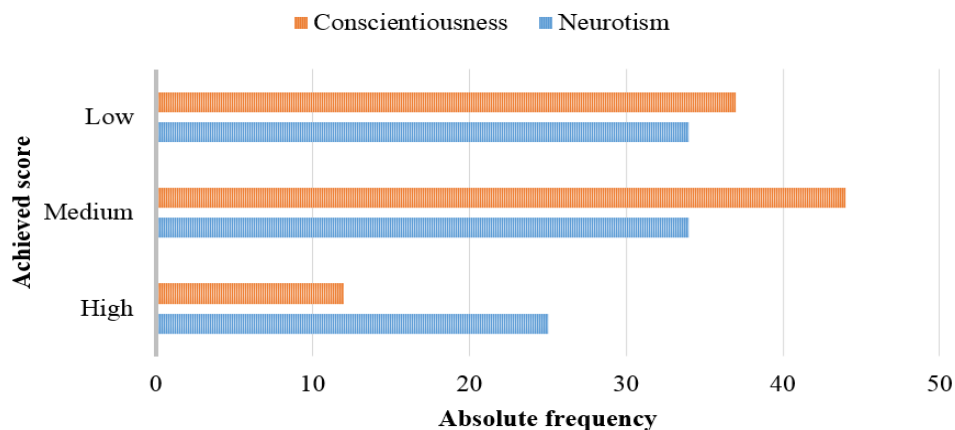 Conscientiousness Neurotism
Achieved score
Low
Medium
High
0 10 20 30 40 50
Absolute frequency